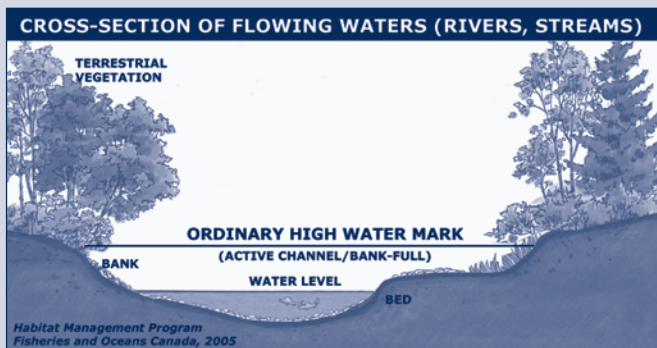 CROSS-SECTION OF FLOWING WATERS (RIVERS, STREAMS)
TERRESTRIAL
VEGETATION
ORDINARY HIGH WATER MARK
(ACTIVE CHANNEL/BANK-FULL)
BANK
WATER LEVEL
BED
Habitat Management Program
Fisheries and Oceans Canada, 2005